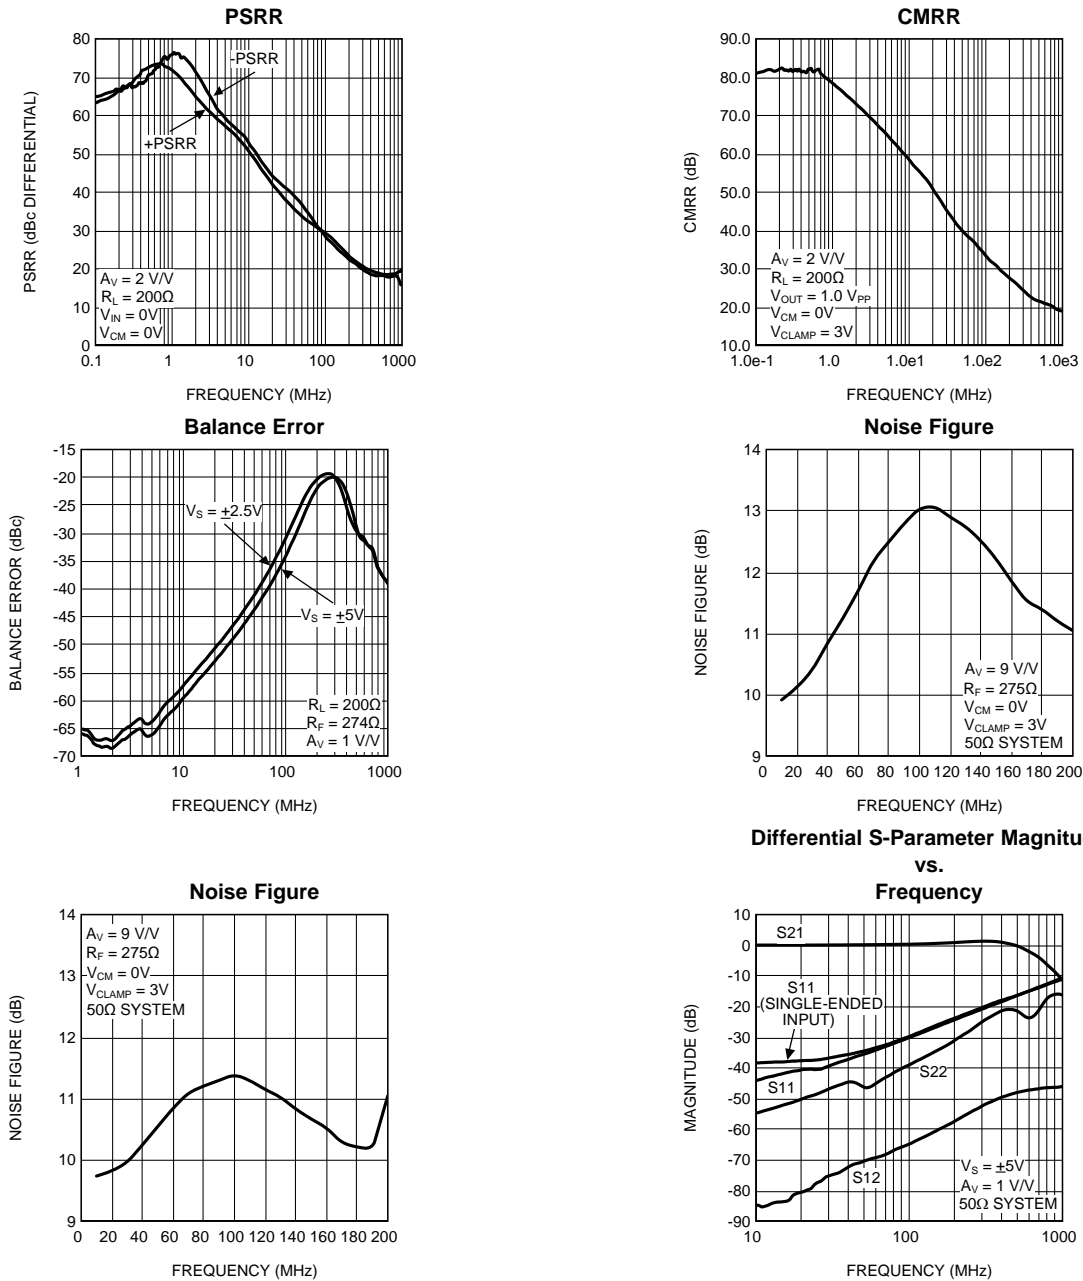 PSRR
80
70
60
50
40
30
20
10
0
PSRR (dBc DIFFERENTIAL)
-PSRR
+PSRR
AV = 2 V/V
RL = 200Ω
VIN = 0V
VCM = 0V
0.1 1 10 100 1000
FREQUENCY (MHz)
CMRR
90.0
80.0
70.0
60.0
50.0
40.0
30.0
20.0
10.0
CMRR (dB)
AV = 2 V/V
RL = 200Ω
VOUT = 1.0 VPP
VCM = 0V
VCLAMP = 3V
1.0e-1 1.0 1.0e1 1.0e2 1.0e3
FREQUENCY (MHz)
Balance Error
-15
-20
-25
-30
-35
-40
-45
-50
-55
-60
-65
-70
BALANCE ERROR (dBc)
VS = ±2.5V
VS = ±5V
RL = 200Ω
RF = 274Ω
AV = 1 V/V
1 10 100 1000
FREQUENCY (MHz)
Noise Figure
14
13
12
11
10
9
NOISE FIGURE (dB)
AV = 9 V/V
RF = 275Ω
VCM = 0V
VCLAMP = 3V
50Ω SYSTEM
0 20 40 60 80 100 120 140 160 180 200
FREQUENCY (MHz)
Noise Figure
14
13
12
11
10
9
NOISE FIGURE (dB)
AV = 9 V/V
RF = 275Ω
VCM = 0V
VCLAMP = 3V
50Ω SYSTEM
0 20 40 60 80 100 120 140 160 180 200
FREQUENCY (MHz)
Differential S-Parameter Magnitu
vs.
Frequency
10
0
-10
-20
-30
-40
-50
-60
-70
-80
-90
MAGNITUDE (dB)
S21
S11
(SINGLE-ENDED
INPUT)
S11
S22
S12
VS = ±5V
AV = 1 V/V
50Ω SYSTEM
10 100 1000
FREQUENCY (MHz)